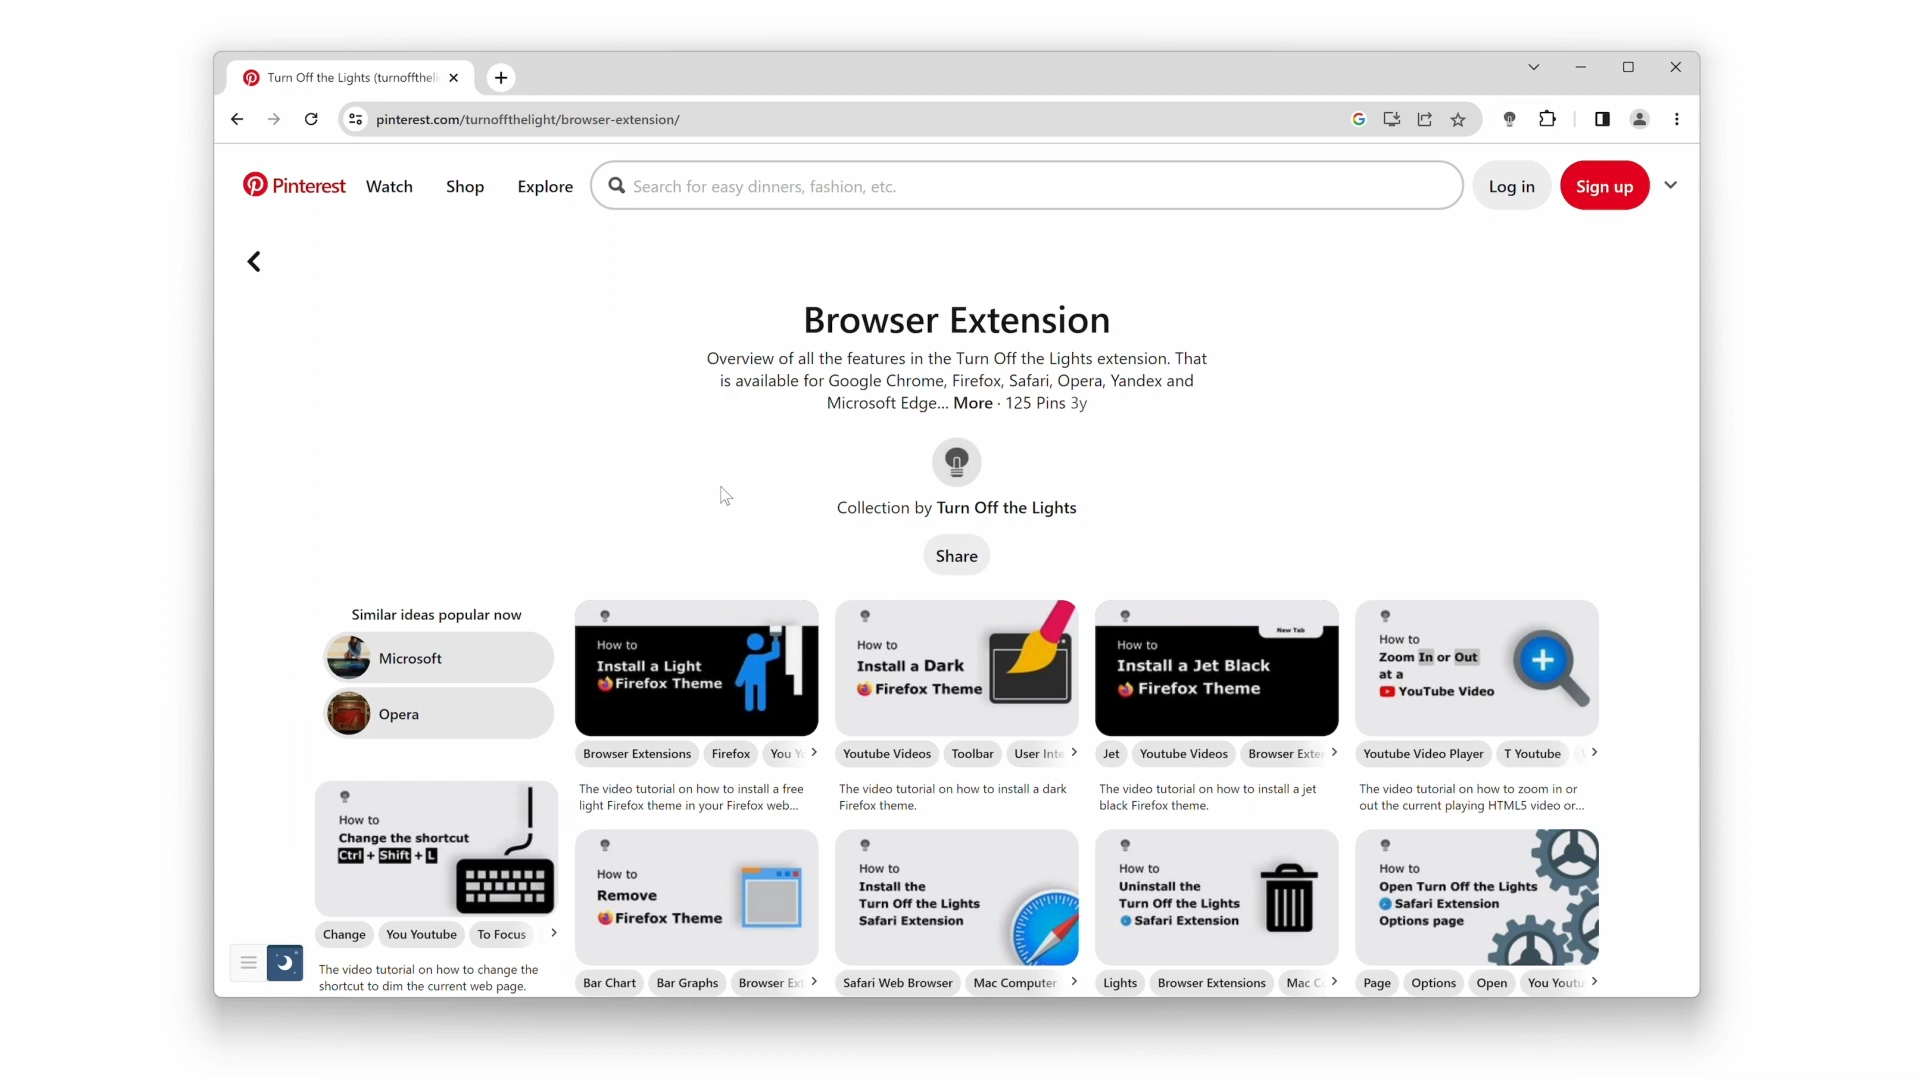 Turn Off the Lights (turnofftheli
pinterest.com/turnoffthelight/browser-extension/
Pinterest
Watch
Shop
Explore
Search for easy dinners, fashion, etc.
Log in
Sign up
Browser Extension
Overview of all the features in the Turn Off the Lights extension. That
is available for Google Chrome, Firefox, Safari, Opera, Yandex and
Microsoft Edge... More · 125 Pins 3y
Collection by Turn Off the Lights
Share
Similar ideas popular now
Microsoft
Opera
How to
Install a Light
Firefox Theme
Browser Extensions
Firefox
You Yo
The video tutorial on how to install a free
light Firefox theme in your Firefox web...
How to
Install a Dark
Firefox Theme
Youtube Videos
Toolbar
User Inte
The video tutorial on how to install a dark
Firefox theme.
New Tab
How to
Install a Jet Black
Firefox Theme
Jet
Youtube Videos
Browser Exten
The video tutorial on how to install a jet
black Firefox theme.
How to
Zoom In or Out
at a
YouTube Video
Youtube Video Player
T Youtube
The video tutorial on how to zoom in or
out the current playing HTML5 video or...
How to
Change the shortcut
Ctrl + Shift + L
Change
You Youtube
To Focus
The video tutorial on how to change the
shortcut to dim the current web page.
How to
Remove
Firefox Theme
Bar Chart
Bar Graphs
Browser Ext
How to
Install the
Turn Off the Lights
Safari Extension
Safari Web Browser
Mac Computer
How to
Uninstall the
Turn Off the Lights
Safari Extension
Lights
Browser Extensions
Mac C
How to
Open Turn Off the Lights
Safari Extension
Options page
Page
Options
Open
You Youtu